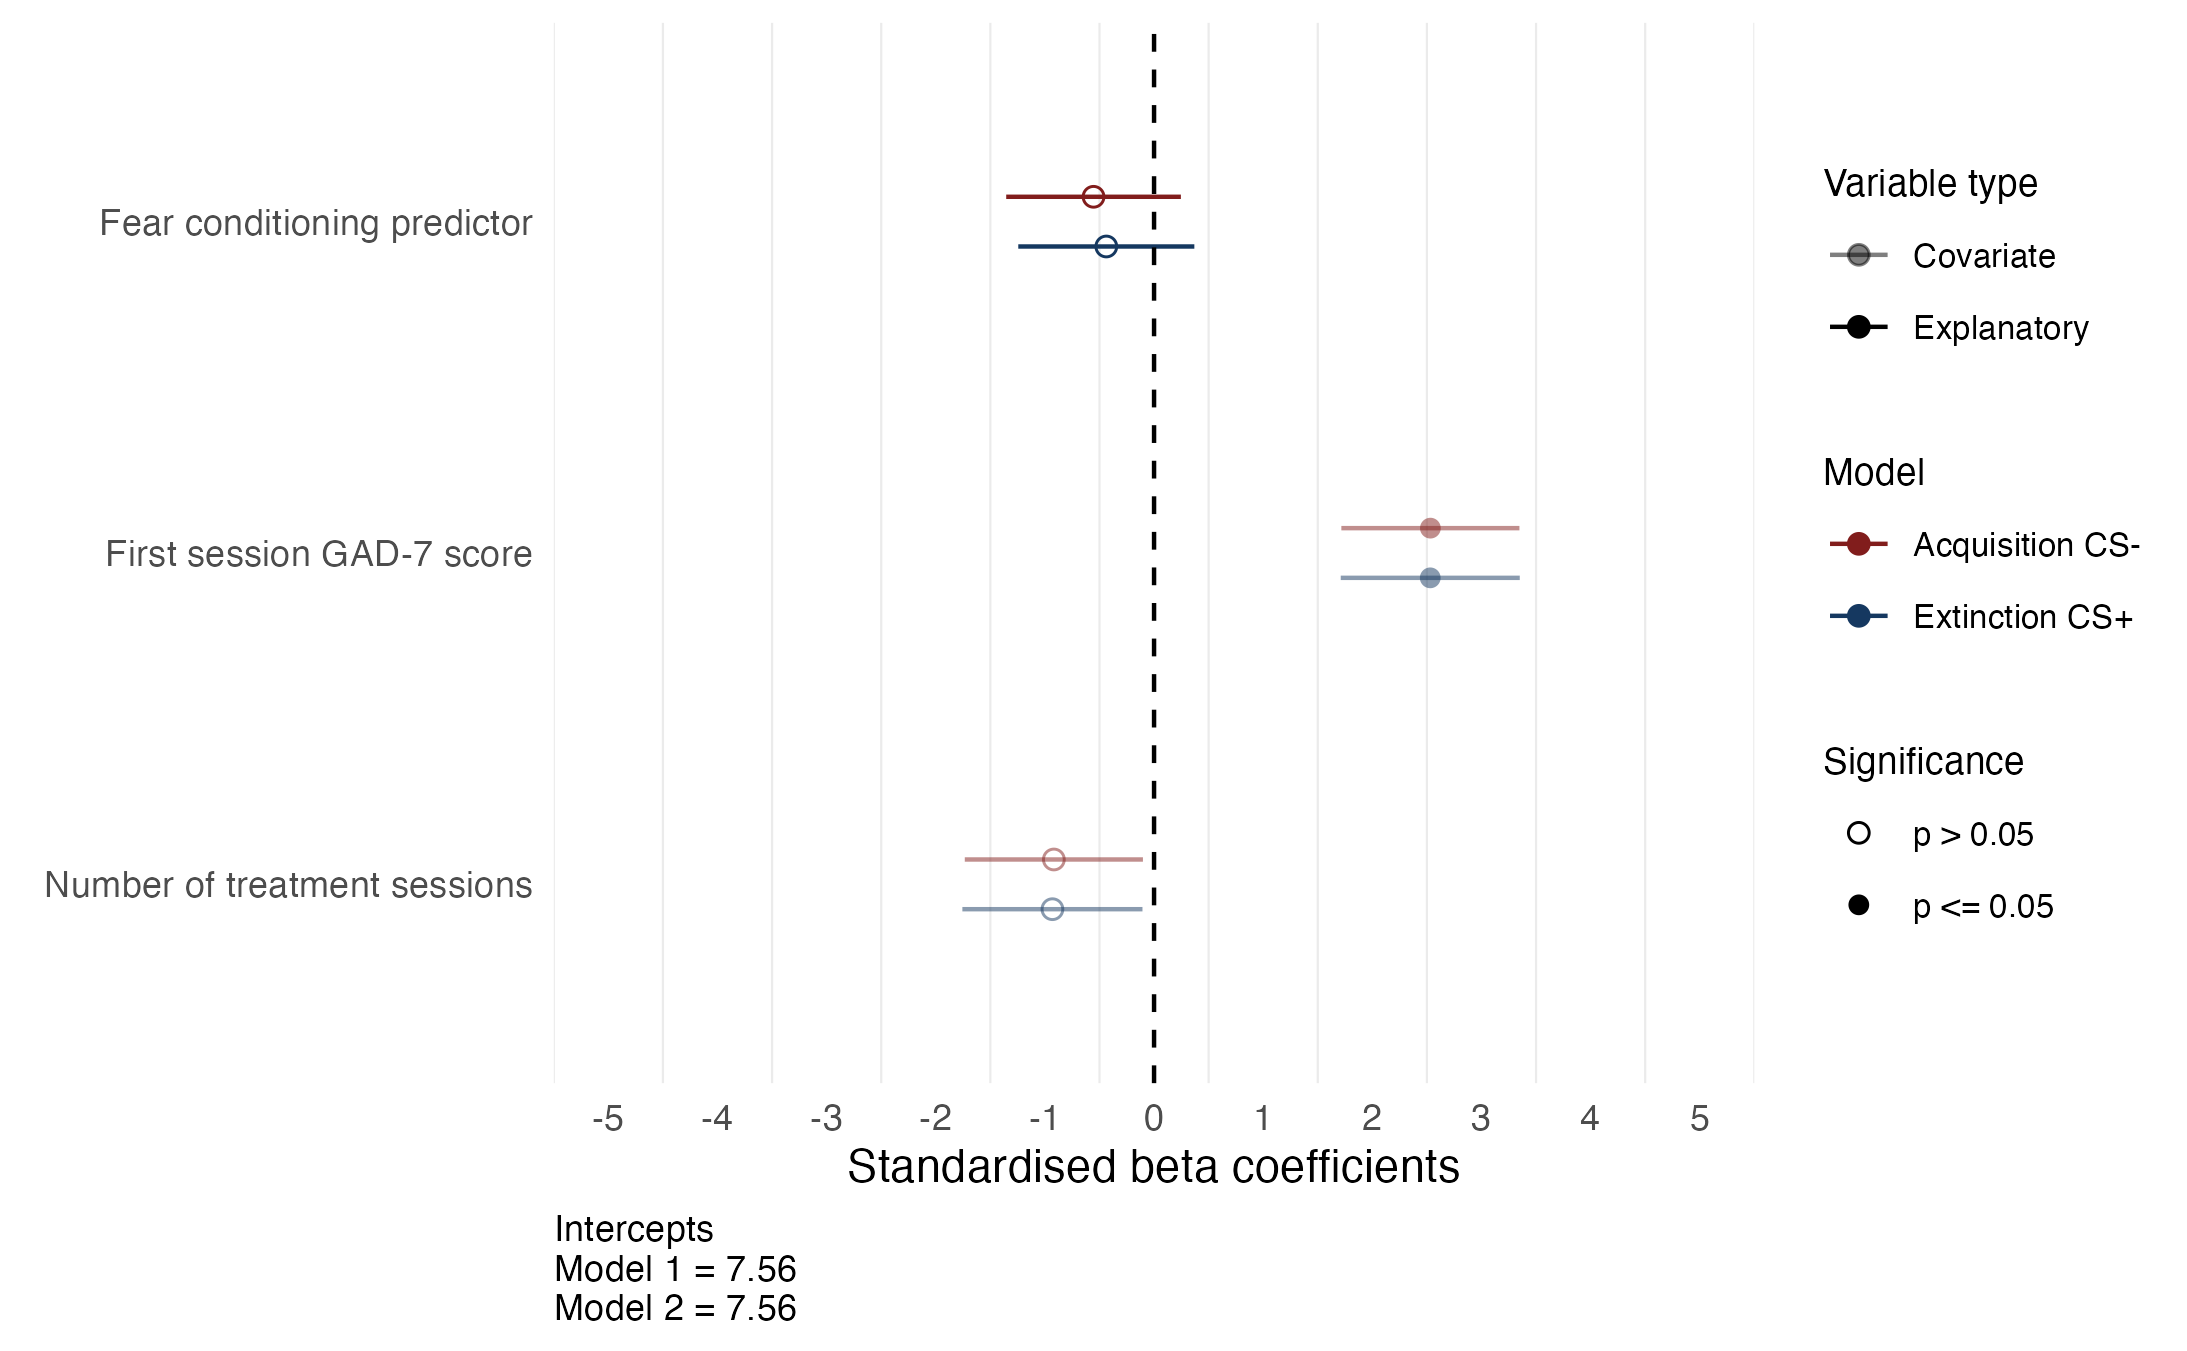 Fear conditioning predictor
First session GAD-7 score
Number of treatment sessions
-5 -4 -3 -2 -1 0 1 2 3 4 5
Standardised beta coefficients
Intercepts
Model 1 = 7.56
Model 2 = 7.56
Variable type
Covariate
Explanatory
Model
Acquisition CS-
Extinction CS+
Significance
p > 0.05
p <= 0.05